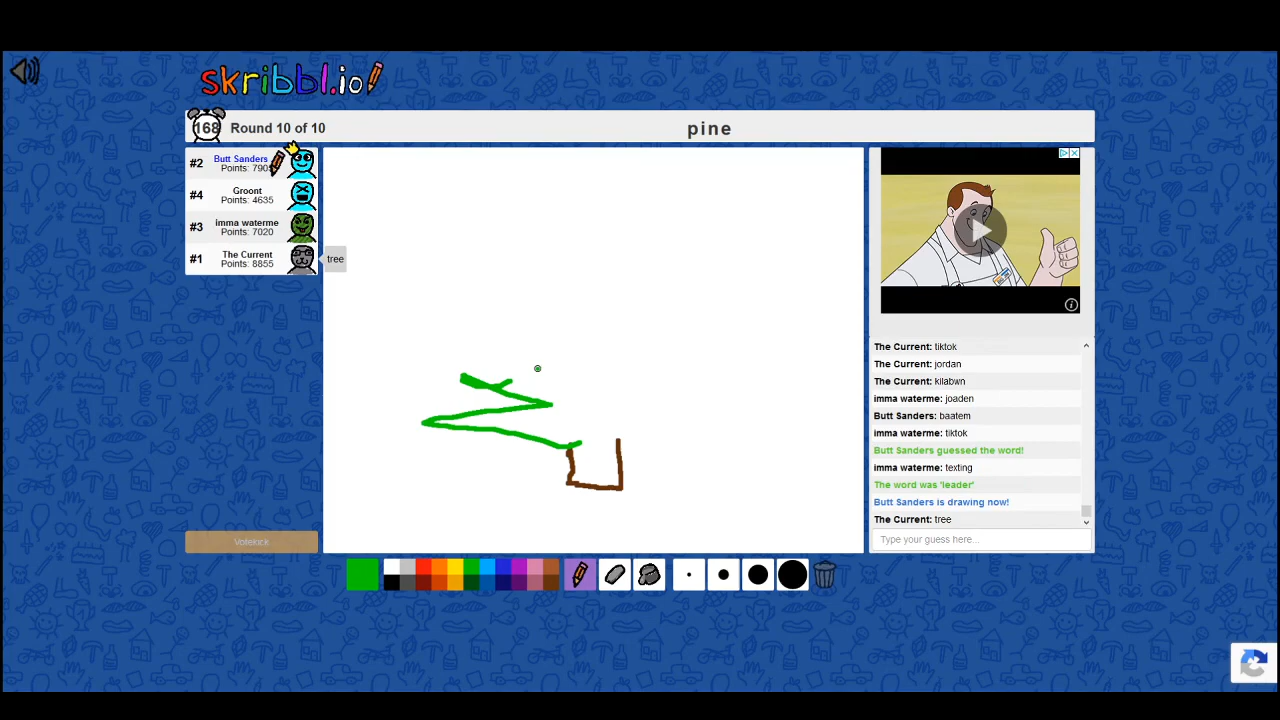 skribbl.io
168 Round 10 of 10 pine
#2 Butt Sanders
Points: 7905
#4 Groont
Points: 4635
#3 imma waterme
Points: 7020
#1 The Current
Points: 8855
tree
Votekick
The Current: tiktok
The Current: jordan
The Current: kilabwn
imma waterme: joaden
Butt Sanders: baatem
imma waterme: tiktok
Butt Sanders guessed the word!
imma waterme: texting
The word was 'leader'
Butt Sanders is drawing now!
The Current: tree
Type your guess here...